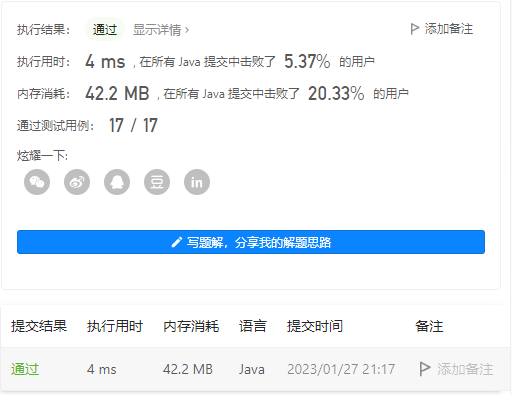 执行结果： 通过 显示详情 › 添加备注
执行用时： 4 ms , 在所有 Java 提交中击败了 5.37% 的用户
内存消耗： 42.2 MB , 在所有 Java 提交中击败了 20.33% 的用户
通过测试用例： 17 / 17
炫耀一下:
豆 in
写题解，分享我的解题思路
提交结果 执行用时 内存消耗 语言 提交时间 备注
通过 4 ms 42.2 MB Java 2023/01/27 21:17 添加备注